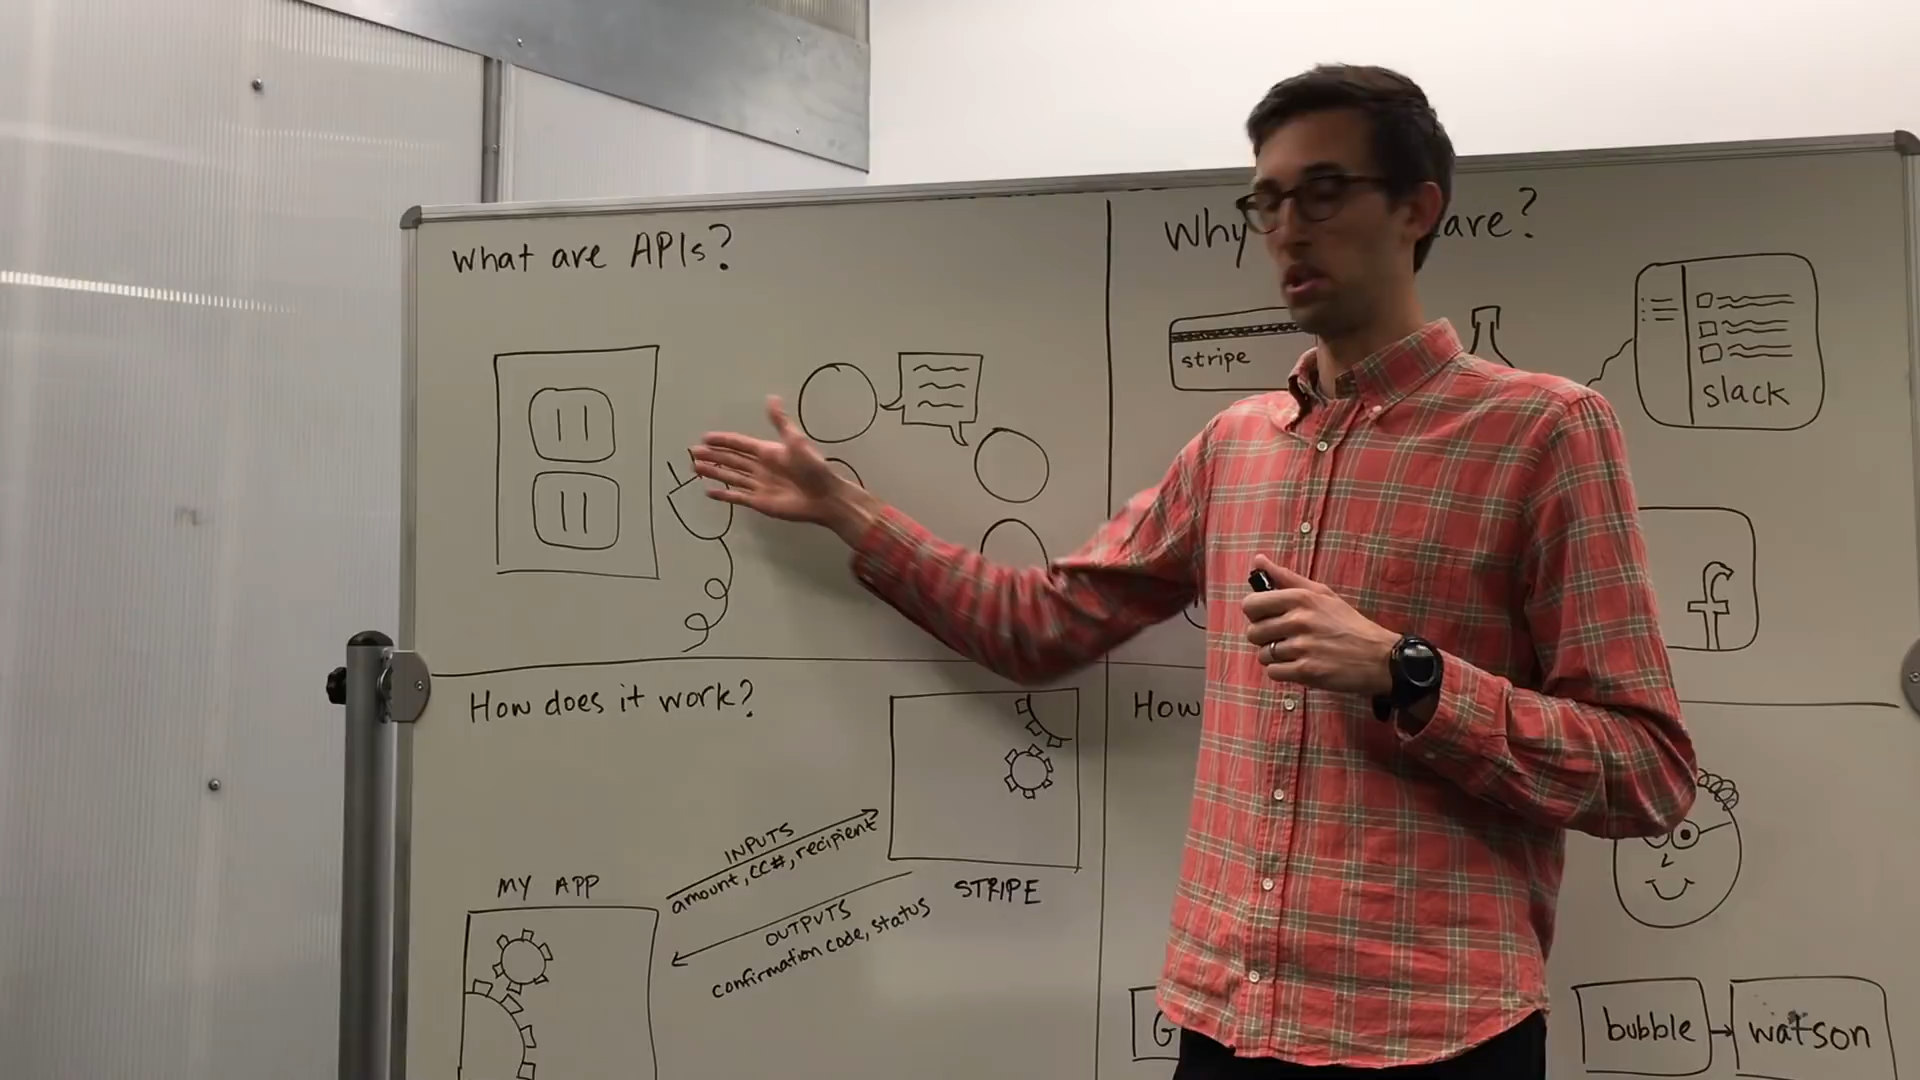 What are APIs?
Why are?
stripe
slack
f
How does it work?
How
INPUTS
amount, CC#, recipient
MY APP
STRIPE
OUTPUTS
confirmation code, status
G
bubble
watson